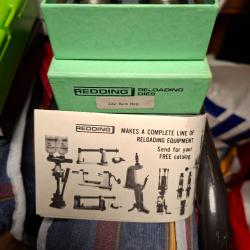 REDDING RELOADING
DIES
222 Rem Mag
REDDING MAKES A COMPLETE LINE OF
RELOADING EQUIPMENT
Send for your
FREE catalog